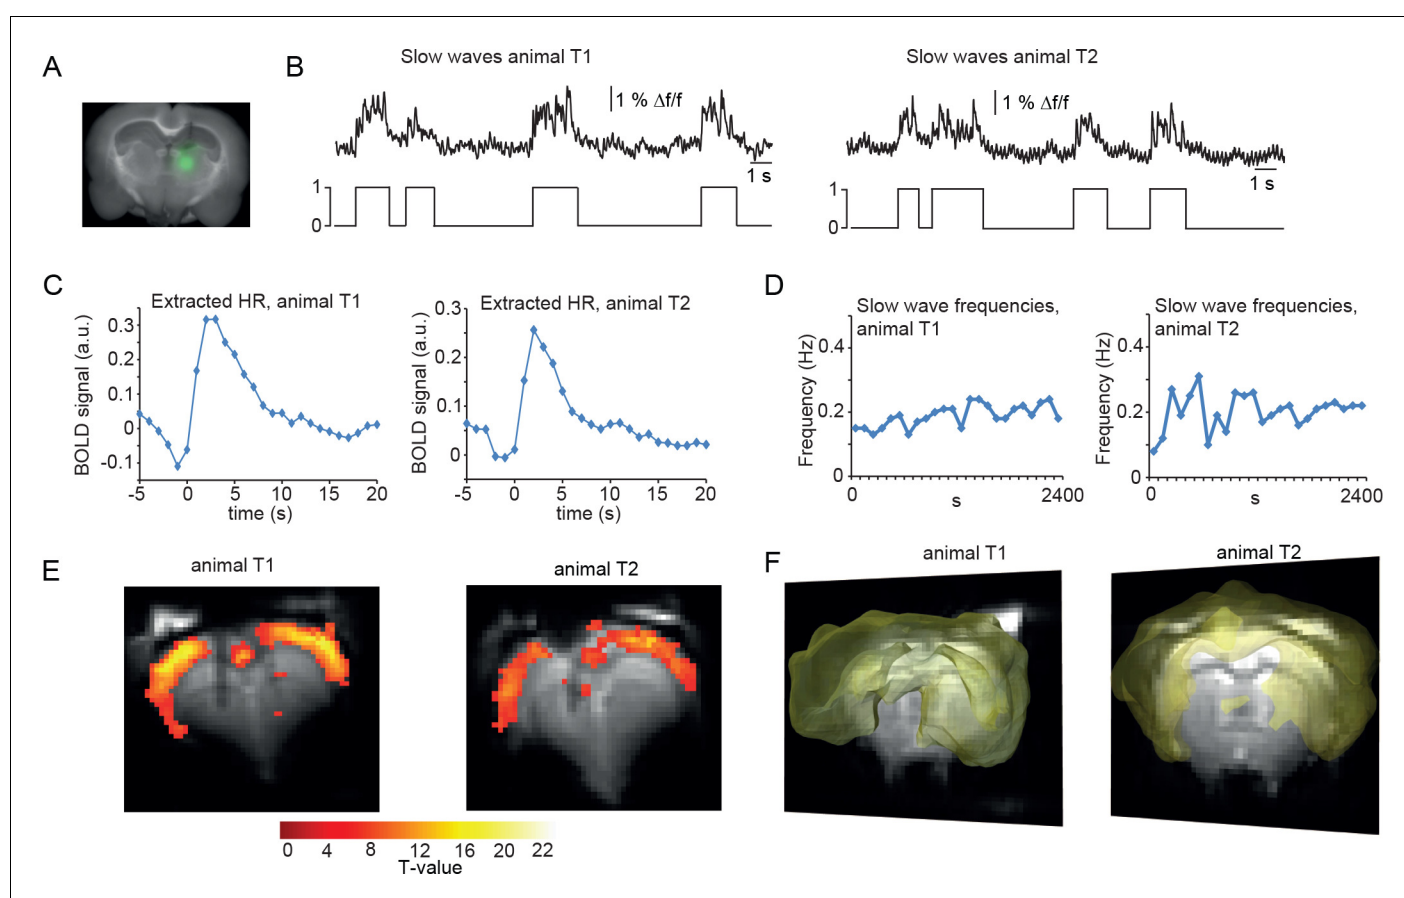 A
B
Slow waves animal T1
Slow waves animal T2
1 % Δf/f
1 % Δf/f
1 s
1 s
1
0
1
0
C
Extracted HR, animal T1
BOLD signal (a.u.)
0.3
0.2
0.1
0
-0.1
-5 0 5 10 15 20
time (s)
Extracted HR, animal T2
BOLD signal (a.u.)
0.3
0.2
0.1
0
-5 0 5 10 15 20
time (s)
D
Slow wave frequencies,
animal T1
Frequency (Hz)
0.4
0.2
0
0 2400
s
Slow wave frequencies,
animal T2
Frequency (Hz)
0.4
0.2
0
0 2400
s
E
animal T1
animal T2
0 4 8 12 16 20 22
T-value
F
animal T1
animal T2